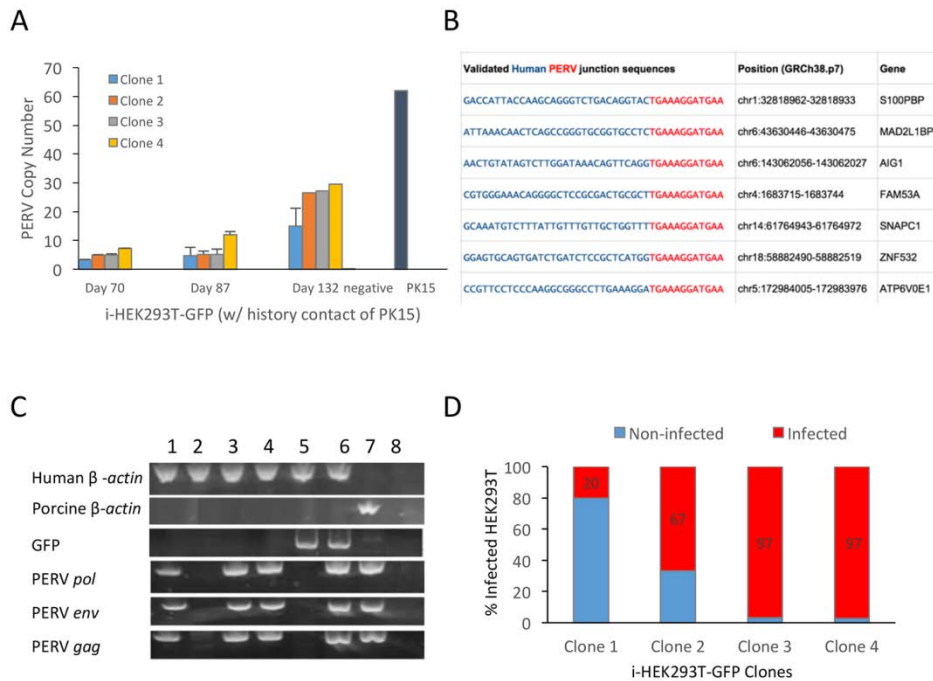 A
PERV Copy Number
70
60
50
40
30
20
10
0
Clone 1
Clone 2
Clone 3
Clone 4
Day 70 Day 87 Day 132 negative PK15
i-HEK293T-GFP (w/ history contact of PK15)
B
Validated Human PERV junction sequences Position (GRCh38.p7) Gene
GACCATTACCAAGCAGGGTCTGACAGGTACTGAAAGGATGAA chr1:32818962-32818933 S100PBP
ATTAAACAACTCAGCCGGGTGCGGTGCCTCTGAAAGGATGAA chr6:43630446-43630475 MAD2L1BP
AACTGTATAGTCTTGGATAAACAGTTCAGGTGAAAGGATGAA chr6:143062056-143062027 AIG1
CGTGGGAAACAGGGGCTCCGCGACTGCGCTTGAAAGGATGAA chr4:1683715-1683744 FAM53A
GCAAATGTCTTTATTGTTTGTTGCTGGTTTTGAAAGGATGAA chr14:61764943-61764972 SNAPC1
GGAGTGCAGTGATCTGATCTCCGCTCATGGTGAAAGGATGAA chr18:58882490-58882519 ZNF532
CCGTTCCTCCCAAGGCGGGCCTTGAAAGGATGAAAGGATGAA chr5:172984005-172983976 ATP6V0E1
C
1 2 3 4 5 6 7 8
Human β -actin
Porcine β-actin
GFP
PERV pol
PERV env
PERV gag
D
Non-infected Infected
% Infected HEK293T
100
80
60
40
20
0
20 67 97 97
Clone 1 Clone 2 Clone 3 Clone 4
i-HEK293T-GFP Clones